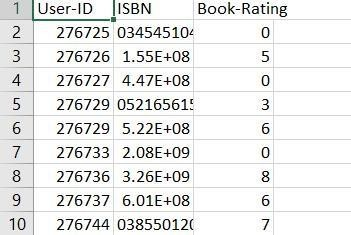 1 User-ID ISBN Book-Rating
2 276725 034545104 0
3 276726 1.55E+08 5
4 276727 4.47E+08 0
5 276729 052165615 3
6 276729 5.22E+08 6
7 276733 2.08E+09 0
8 276736 3.26E+09 8
9 276737 6.01E+08 6
10 276744 038550120 7